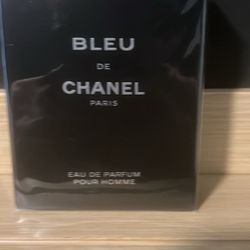 BLEU
DE
CHANEL
PARIS
EAU DE PARFUM
POUR HOMME